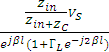 z_in / z_in+z_C V_S
e^jβl(1+Γ_L e^-j2βl)